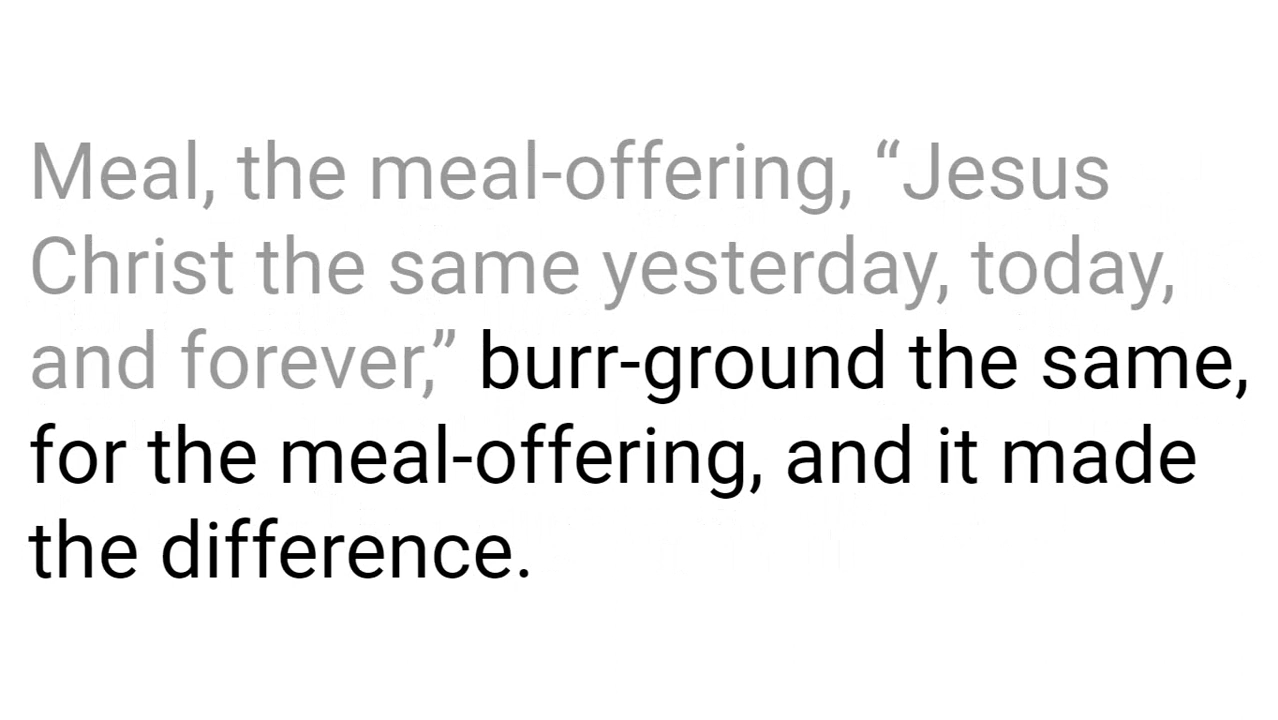 Meal, the meal-offering, “Jesus
Christ the same yesterday, today,
and forever,” burr-ground the same,
for the meal-offering, and it made
the difference.